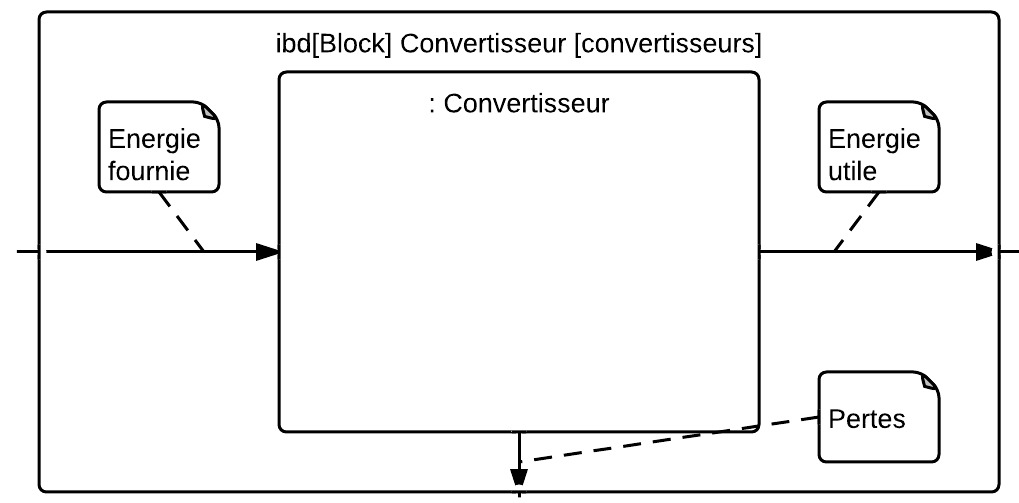 ibd[Block] Convertisseur [convertisseurs]
: Convertisseur
Energie
fournie
Energie
utile
Pertes